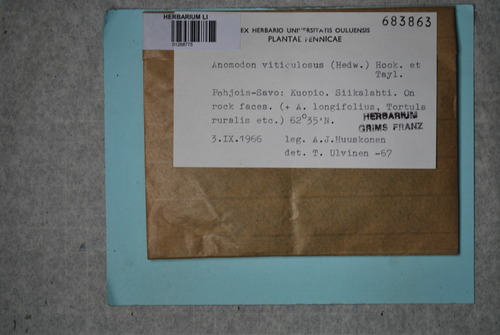 HERBARIUM LI
01288775
683863
EX HERBARIO UNIVERSITATIS OULUENSIS
PLANTAE FENNICAE
Anomodon viticulosus (Hedw.) Hook. et
Tayl.
Pohjois-Savo: Kuopio. Siikalahti. On
rock faces. (+ A. longifolius, Tortula
ruralis etc.) 62°35'N.
HERBARIUM
GRIMS FRANZ
3.IX.1966 leg. A.J.Huuskonen
det. T. Ulvinen -67